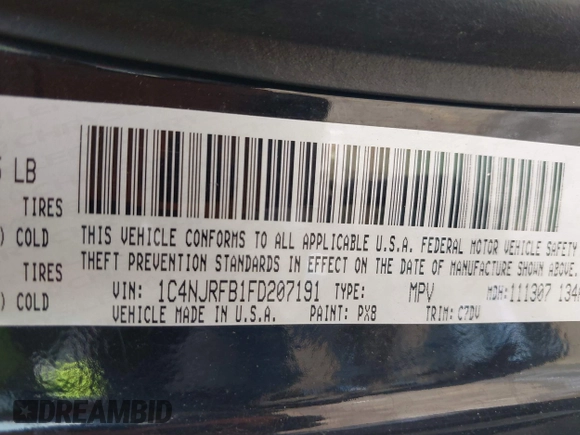 LB
TIRES
COLD
TIRES
COLD
THIS VEHICLE CONFORMS TO ALL APPLICABLE U.S.A. FEDERAL MOTOR VEHICLE SAFETY
THEFT PREVENTION STANDARDS IN EFFECT ON THE DATE OF MANUFACTURE SHOWN ABOVE
VIN: 1C4NJRFB1FD207191 TYPE: MPV MDH:111307
VEHICLE MADE IN U.S.A. PAINT: PX8 TRIM: C7DV
DREAMBID